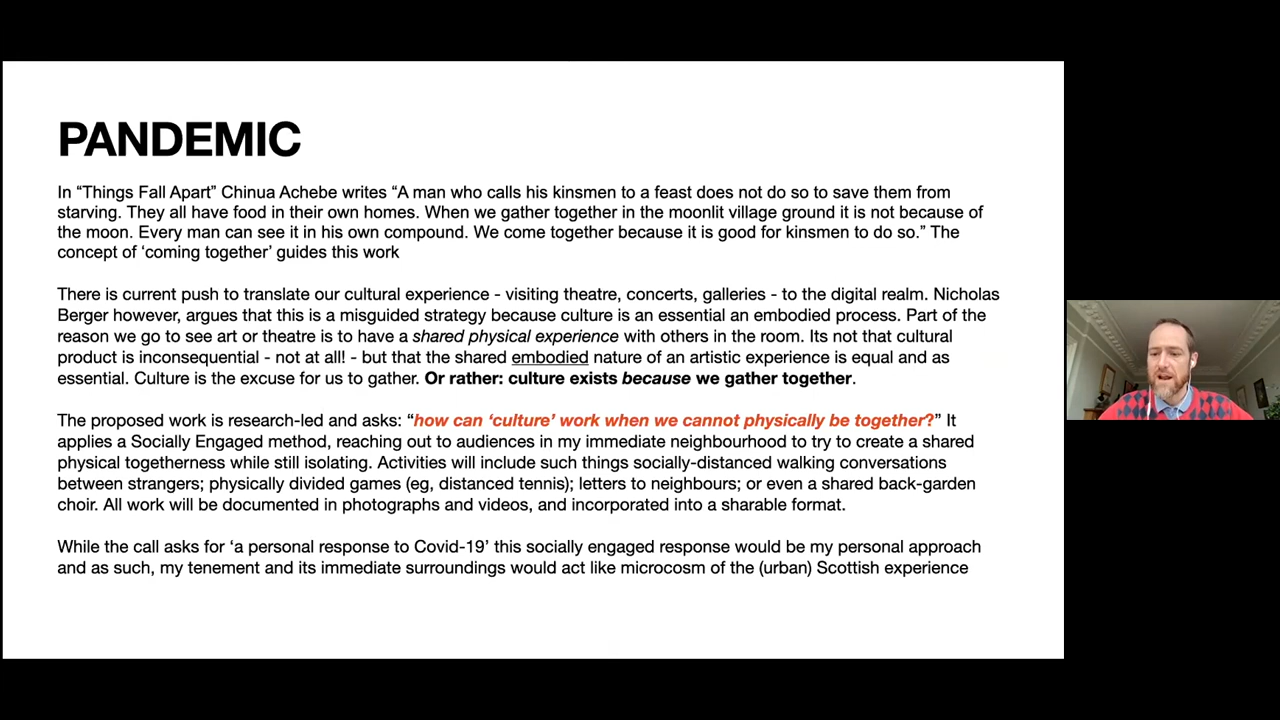 PANDEMIC
In “Things Fall Apart” Chinua Achebe writes “A man who calls his kinsmen to a feast does not do so to save them from
starving. They all have food in their own homes. When we gather together in the moonlit village ground it is not because of
the moon. Every man can see it in his own compound. We come together because it is good for kinsmen to do so.” The
concept of ‘coming together’ guides this work
There is current push to translate our cultural experience - visiting theatre, concerts, galleries - to the digital realm. Nicholas
Berger however, argues that this is a misguided strategy because culture is an essential an embodied process. Part of the
reason we go to see art or theatre is to have a shared physical experience with others in the room. Its not that cultural
product is inconsequential - not at all! - but that the shared embodied nature of an artistic experience is equal and as
essential. Culture is the excuse for us to gather. Or rather: culture exists because we gather together.
The proposed work is research-led and asks: “how can ‘culture’ work when we cannot physically be together?” It
applies a Socially Engaged method, reaching out to audiences in my immediate neighbourhood to try to create a shared
physical togetherness while still isolating. Activities will include such things socially-distanced walking conversations
between strangers; physically divided games (eg, distanced tennis); letters to neighbours; or even a shared back-garden
choir. All work will be documented in photographs and videos, and incorporated into a sharable format.
While the call asks for ‘a personal response to Covid-19’ this socially engaged response would be my personal approach
and as such, my tenement and its immediate surroundings would act like microcosm of the (urban) Scottish experience